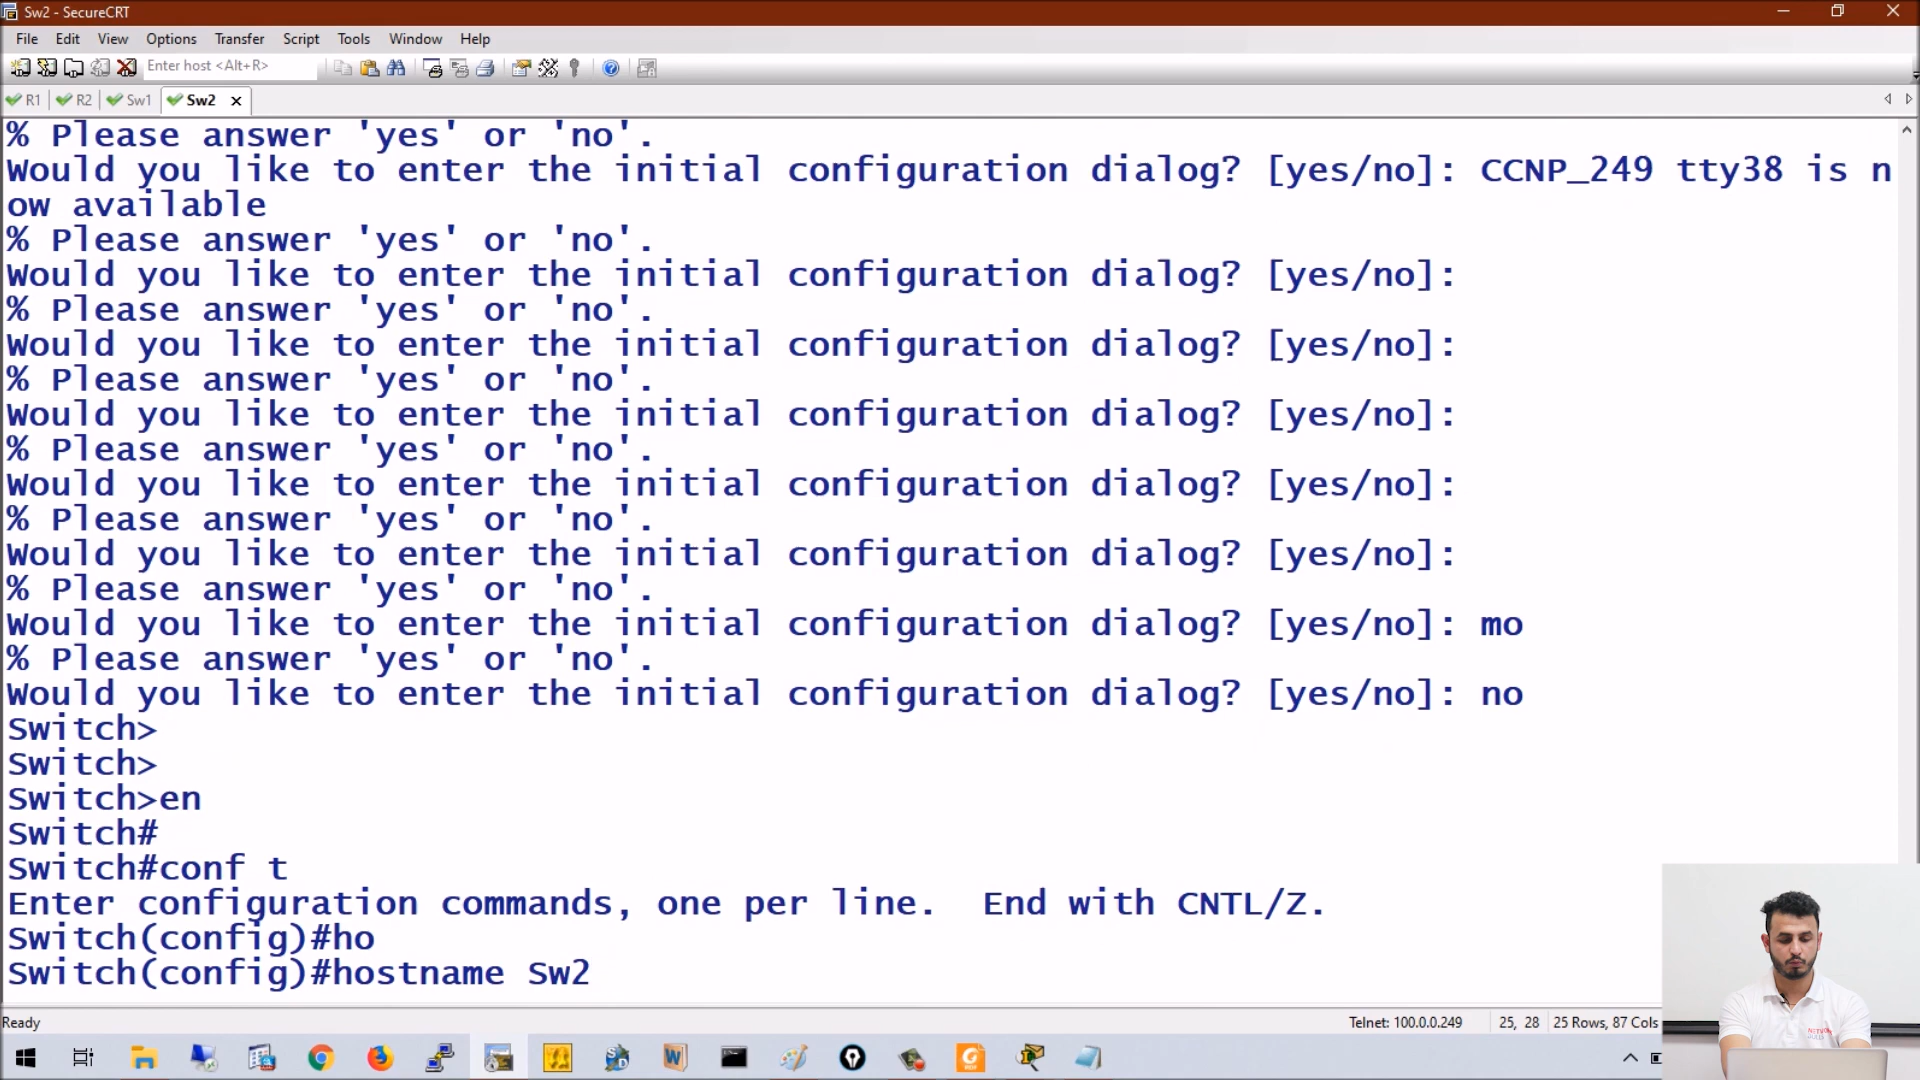 Sw2 - SecureCRT
File Edit View Options Transfer Script Tools Window Help
Enter host <Alt+R>
R1 R2 Sw1 Sw2
% Please answer 'yes' or 'no'.
Would you like to enter the initial configuration dialog? [yes/no]: CCNP_249 tty38 is n
ow available
% Please answer 'yes' or 'no'.
Would you like to enter the initial configuration dialog? [yes/no]:
% Please answer 'yes' or 'no'.
Would you like to enter the initial configuration dialog? [yes/no]:
% Please answer 'yes' or 'no'.
Would you like to enter the initial configuration dialog? [yes/no]:
% Please answer 'yes' or 'no'.
Would you like to enter the initial configuration dialog? [yes/no]:
% Please answer 'yes' or 'no'.
Would you like to enter the initial configuration dialog? [yes/no]:
% Please answer 'yes' or 'no'.
Would you like to enter the initial configuration dialog? [yes/no]: mo
% Please answer 'yes' or 'no'.
Would you like to enter the initial configuration dialog? [yes/no]: no
Switch>
Switch>
Switch>en
Switch#
Switch#conf t
Enter configuration commands, one per line.  End with CNTL/Z.
Switch(config)#ho
Switch(config)#hostname Sw2
Ready
Telnet: 100.0.0.249 25, 28 25 Rows, 87 Cols